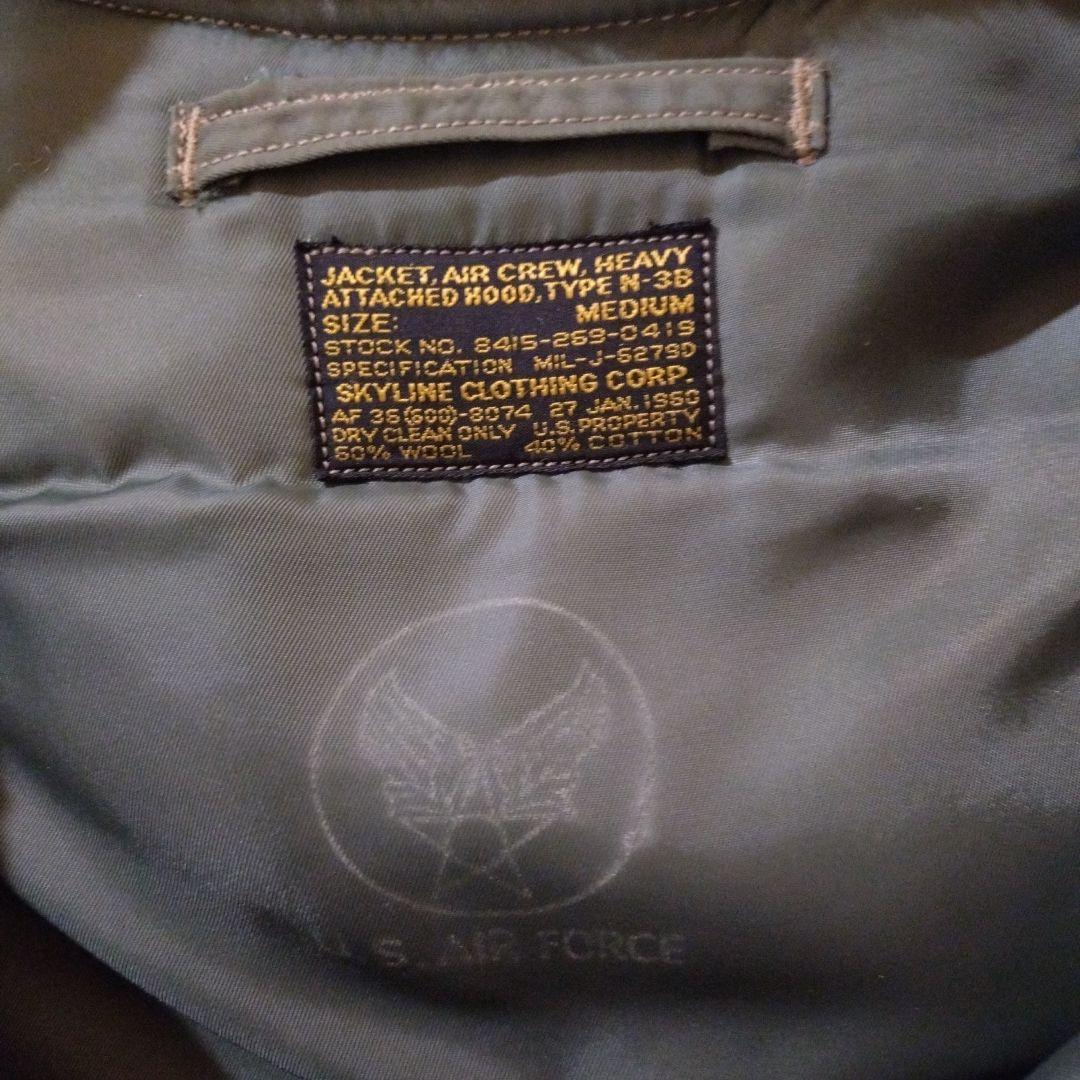 JACKET, AIR CREW, HEAVY
ATTACHED HOOD, TYPE N-3B
SIZE: MEDIUM
STOCK NO. 8415-269-0419
SPECIFICATION MIL-J-6279D
SKYLINE CLOTHING CORP.
AF 36(600)-8074 27 JAN. 1960
DRY CLEAN ONLY U.S. PROPERTY
60% WOOL 40% COTTON
U. S. AIR FORCE